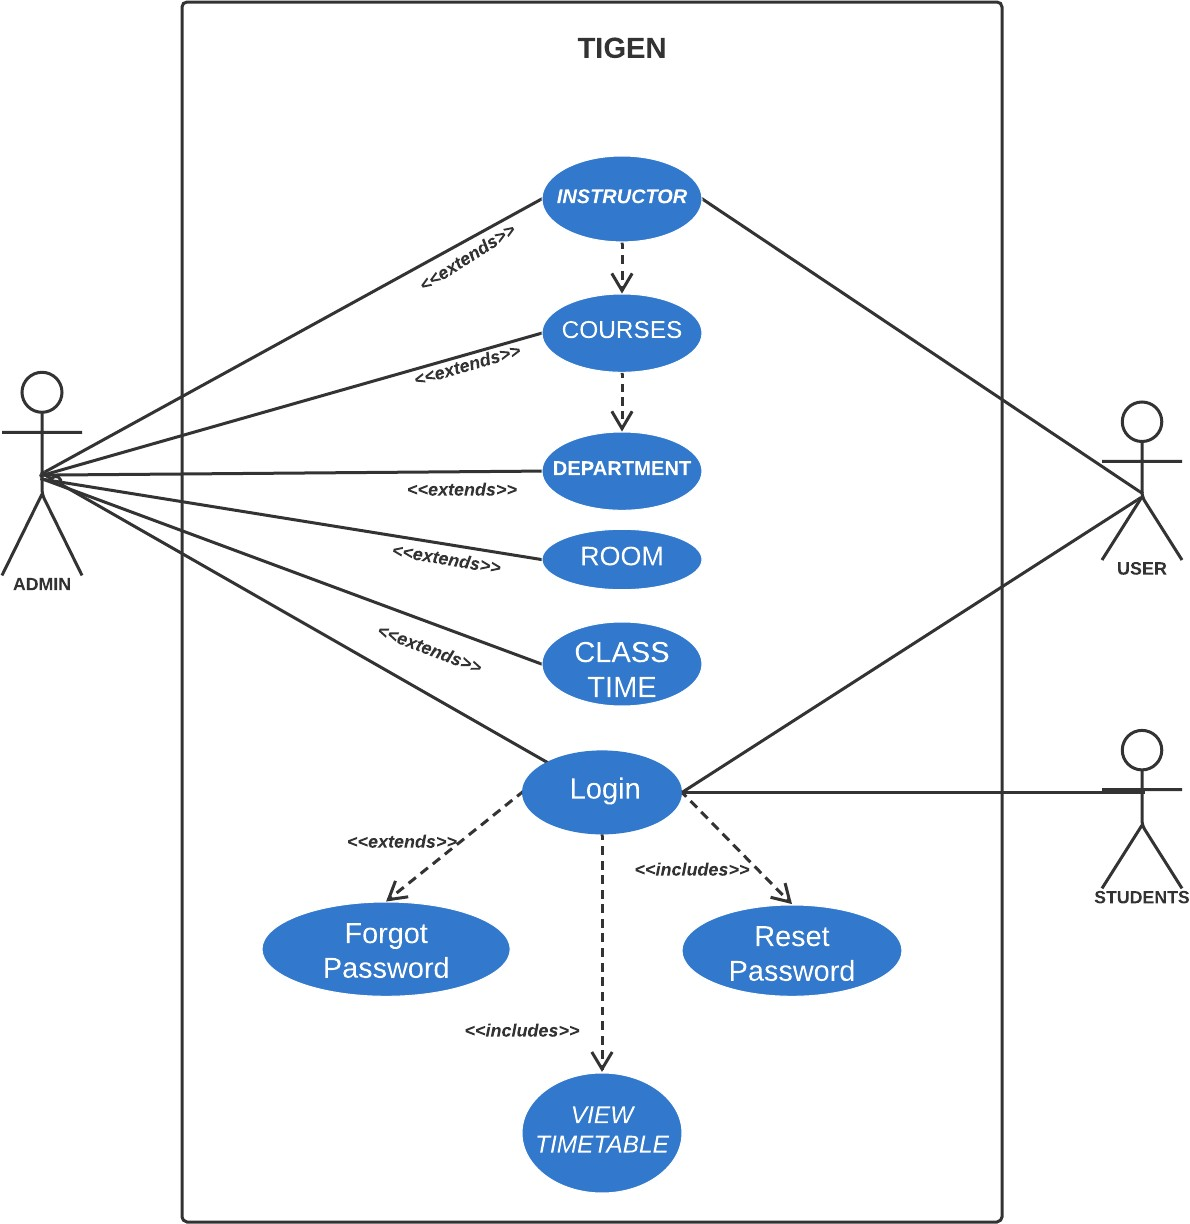 TIGEN
INSTRUCTOR
<<extends>>
COURSES
<<extends>>
DEPARTMENT
<<extends>>
ROOM
<<extends>>
ADMIN
USER
CLASS
TIME
<<extends>>
Login
<<extends>>
<<includes>>
STUDENTS
Forgot
Password
Reset
Password
<<includes>>
VIEW
TIMETABLE